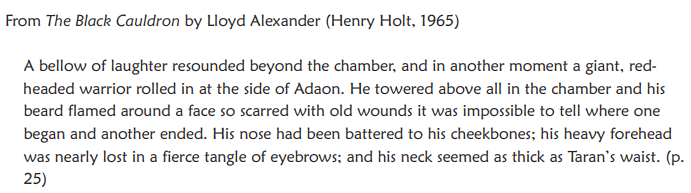 From The Black Cauldron by Lloyd Alexander (Henry Holt, 1965)
A bellow of laughter resounded beyond the chamber, and in another moment a giant, red-
headed warrior rolled in at the side of Adaon. He towered above all in the chamber and his
beard flamed around a face so scarred with old wounds it was impossible to tell where one
began and another ended. His nose had been battered to his cheekbones; his heavy forehead
was nearly lost in a fierce tangle of eyebrows; and his neck seemed as thick as Taran’s waist. (p.
25)